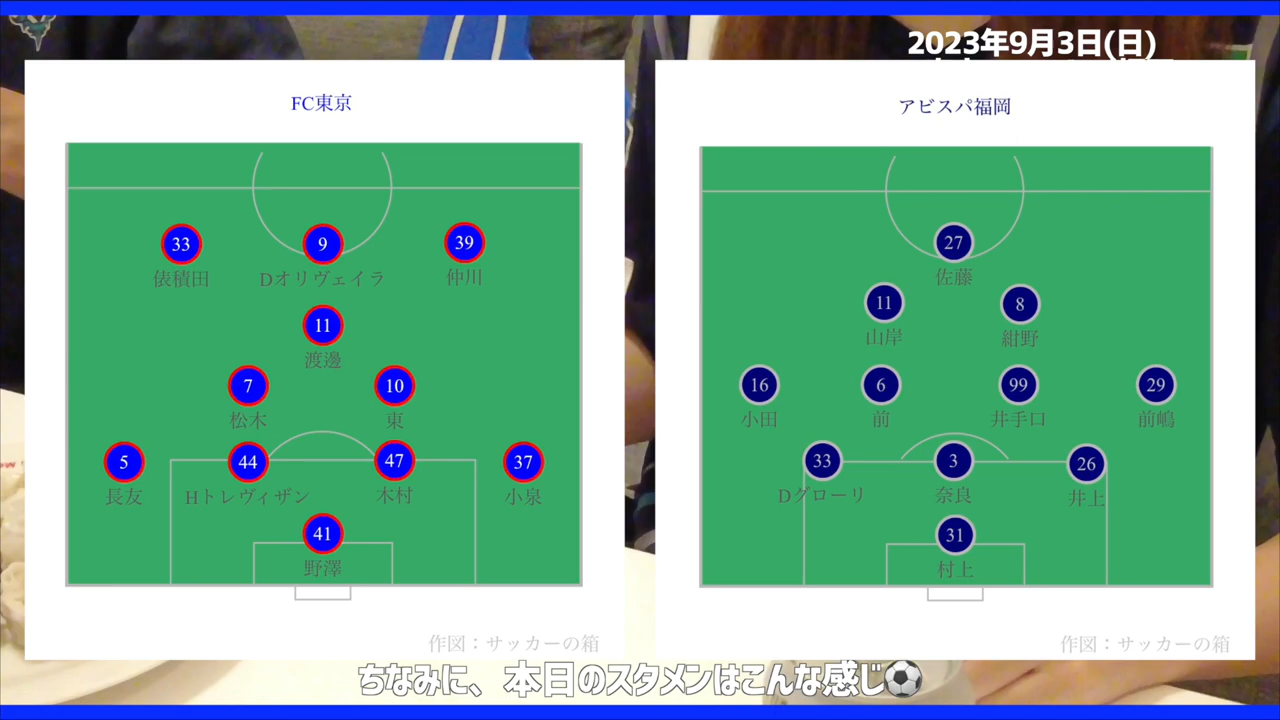 2023年9月3日(日)
FC東京
33
9
39
俵積田
Dオリヴェイラ
仲川
11
渡邊
7
10
松木
東
5
44
47
37
長友
Hトレヴィザン
木村
小泉
41
野澤
作図：サッカーの箱
アビスパ福岡
27
佐藤
11
8
山岸
紺野
16
6
99
29
小田
前
井手口
前嶋
33
3
26
Dグローリ
奈良
井上
31
村上
作図：サッカーの箱
ちなみに、本日のスタメンはこんな感じ⚽